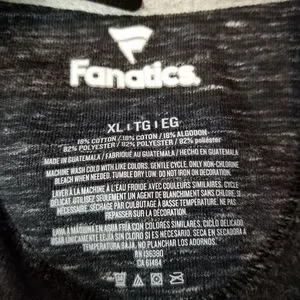 Fanatics.
XL | TG | EG
18% COTTON / 18% COTON / 18% ALGODON
82% POLYESTER / 82% POLYESTER / 82% poliéster
MADE IN GUATEMALA / FABRIQUÉ AU GUATEMALA / HECHO EN GUATEMALA
MACHINE WASH COLD WITH LIKE COLORS. GENTLE CYCLE. ONLY NON-CHLORINE
BLEACH WHEN NEEDED. TUMBLE DRY LOW. DO NOT IRON ON DECORATION
LAVER À LA MACHINE À L'EAU FROIDE AVEC COULEURS SIMILAIRES. CYCLE
DÉLICAT. UTILISEZ SEULEMENT UN AGENT DE BLANCHIMENT SANS CHLORE SI
NÉCESSAIRE. SÉCHAGE PAR CULBUTAGE À BASSE TEMPÉRATURE. NE PAS
REPASSER SUR LA DÉCORATION
LAVAR A MÁQUINA EN AGUA FRÍA CON COLORES SIMILARES. CICLO DELICADO
USAR ÚNICAMENTE LEJÍA SIN CLORO SI ES NECESARIO. SECA EN SECADORA A
TEMPERATURA BAJA. NO PLANCHAR LOS ADORNOS.
RN 136380
CA 61484